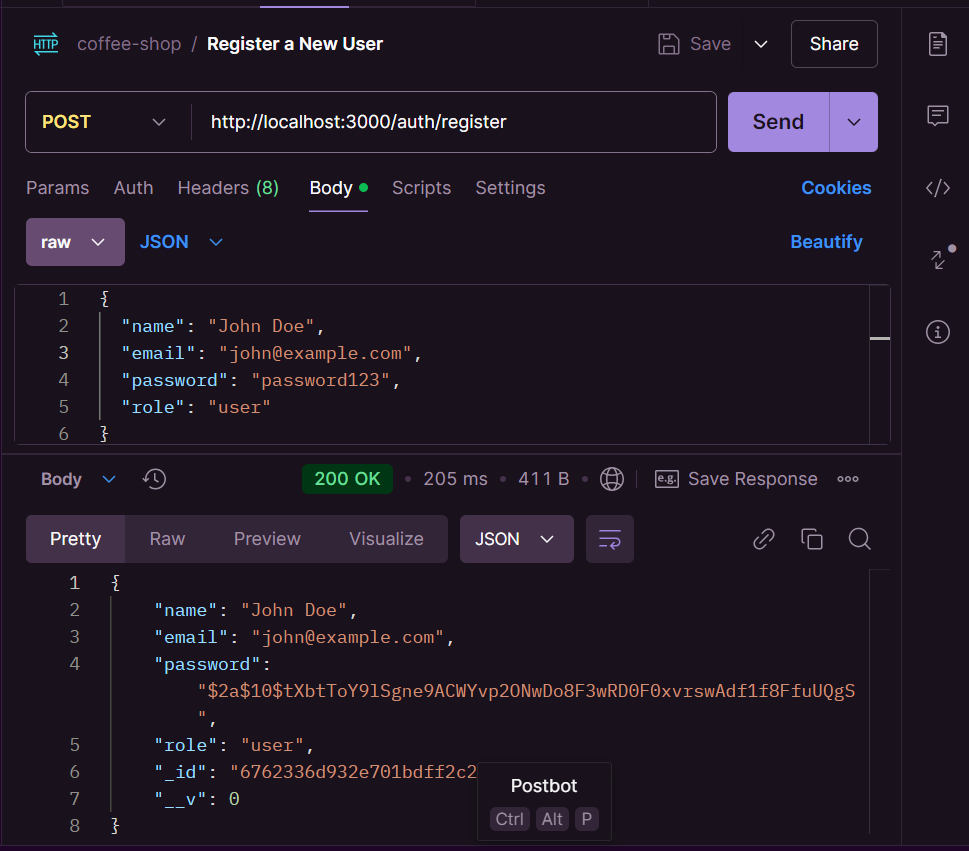 HTTP coffee-shop / Register a New User Save Share
POST http://localhost:3000/auth/register Send
Params Auth Headers (8) Body Scripts Settings Cookies
raw JSON Beautify
1 {
2 "name": "John Doe",
3 "email": "john@example.com",
4 "password": "password123",
5 "role": "user"
6 }
Body 200 OK • 205 ms • 411 B • e.g. Save Response
Pretty Raw Preview Visualize JSON
1 {
2 "name": "John Doe",
3 "email": "john@example.com",
4 "password":
"$2a$10$tXbtToY9lSgne9ACWYvp2ONwDo8F3wRD0F0xvrswAdf1f8FfuUQgS
",
5 "role": "user",
6 "_id": "6762336d932e701bdff2c2
7 "__v": 0
8 }
Postbot
Ctrl Alt P